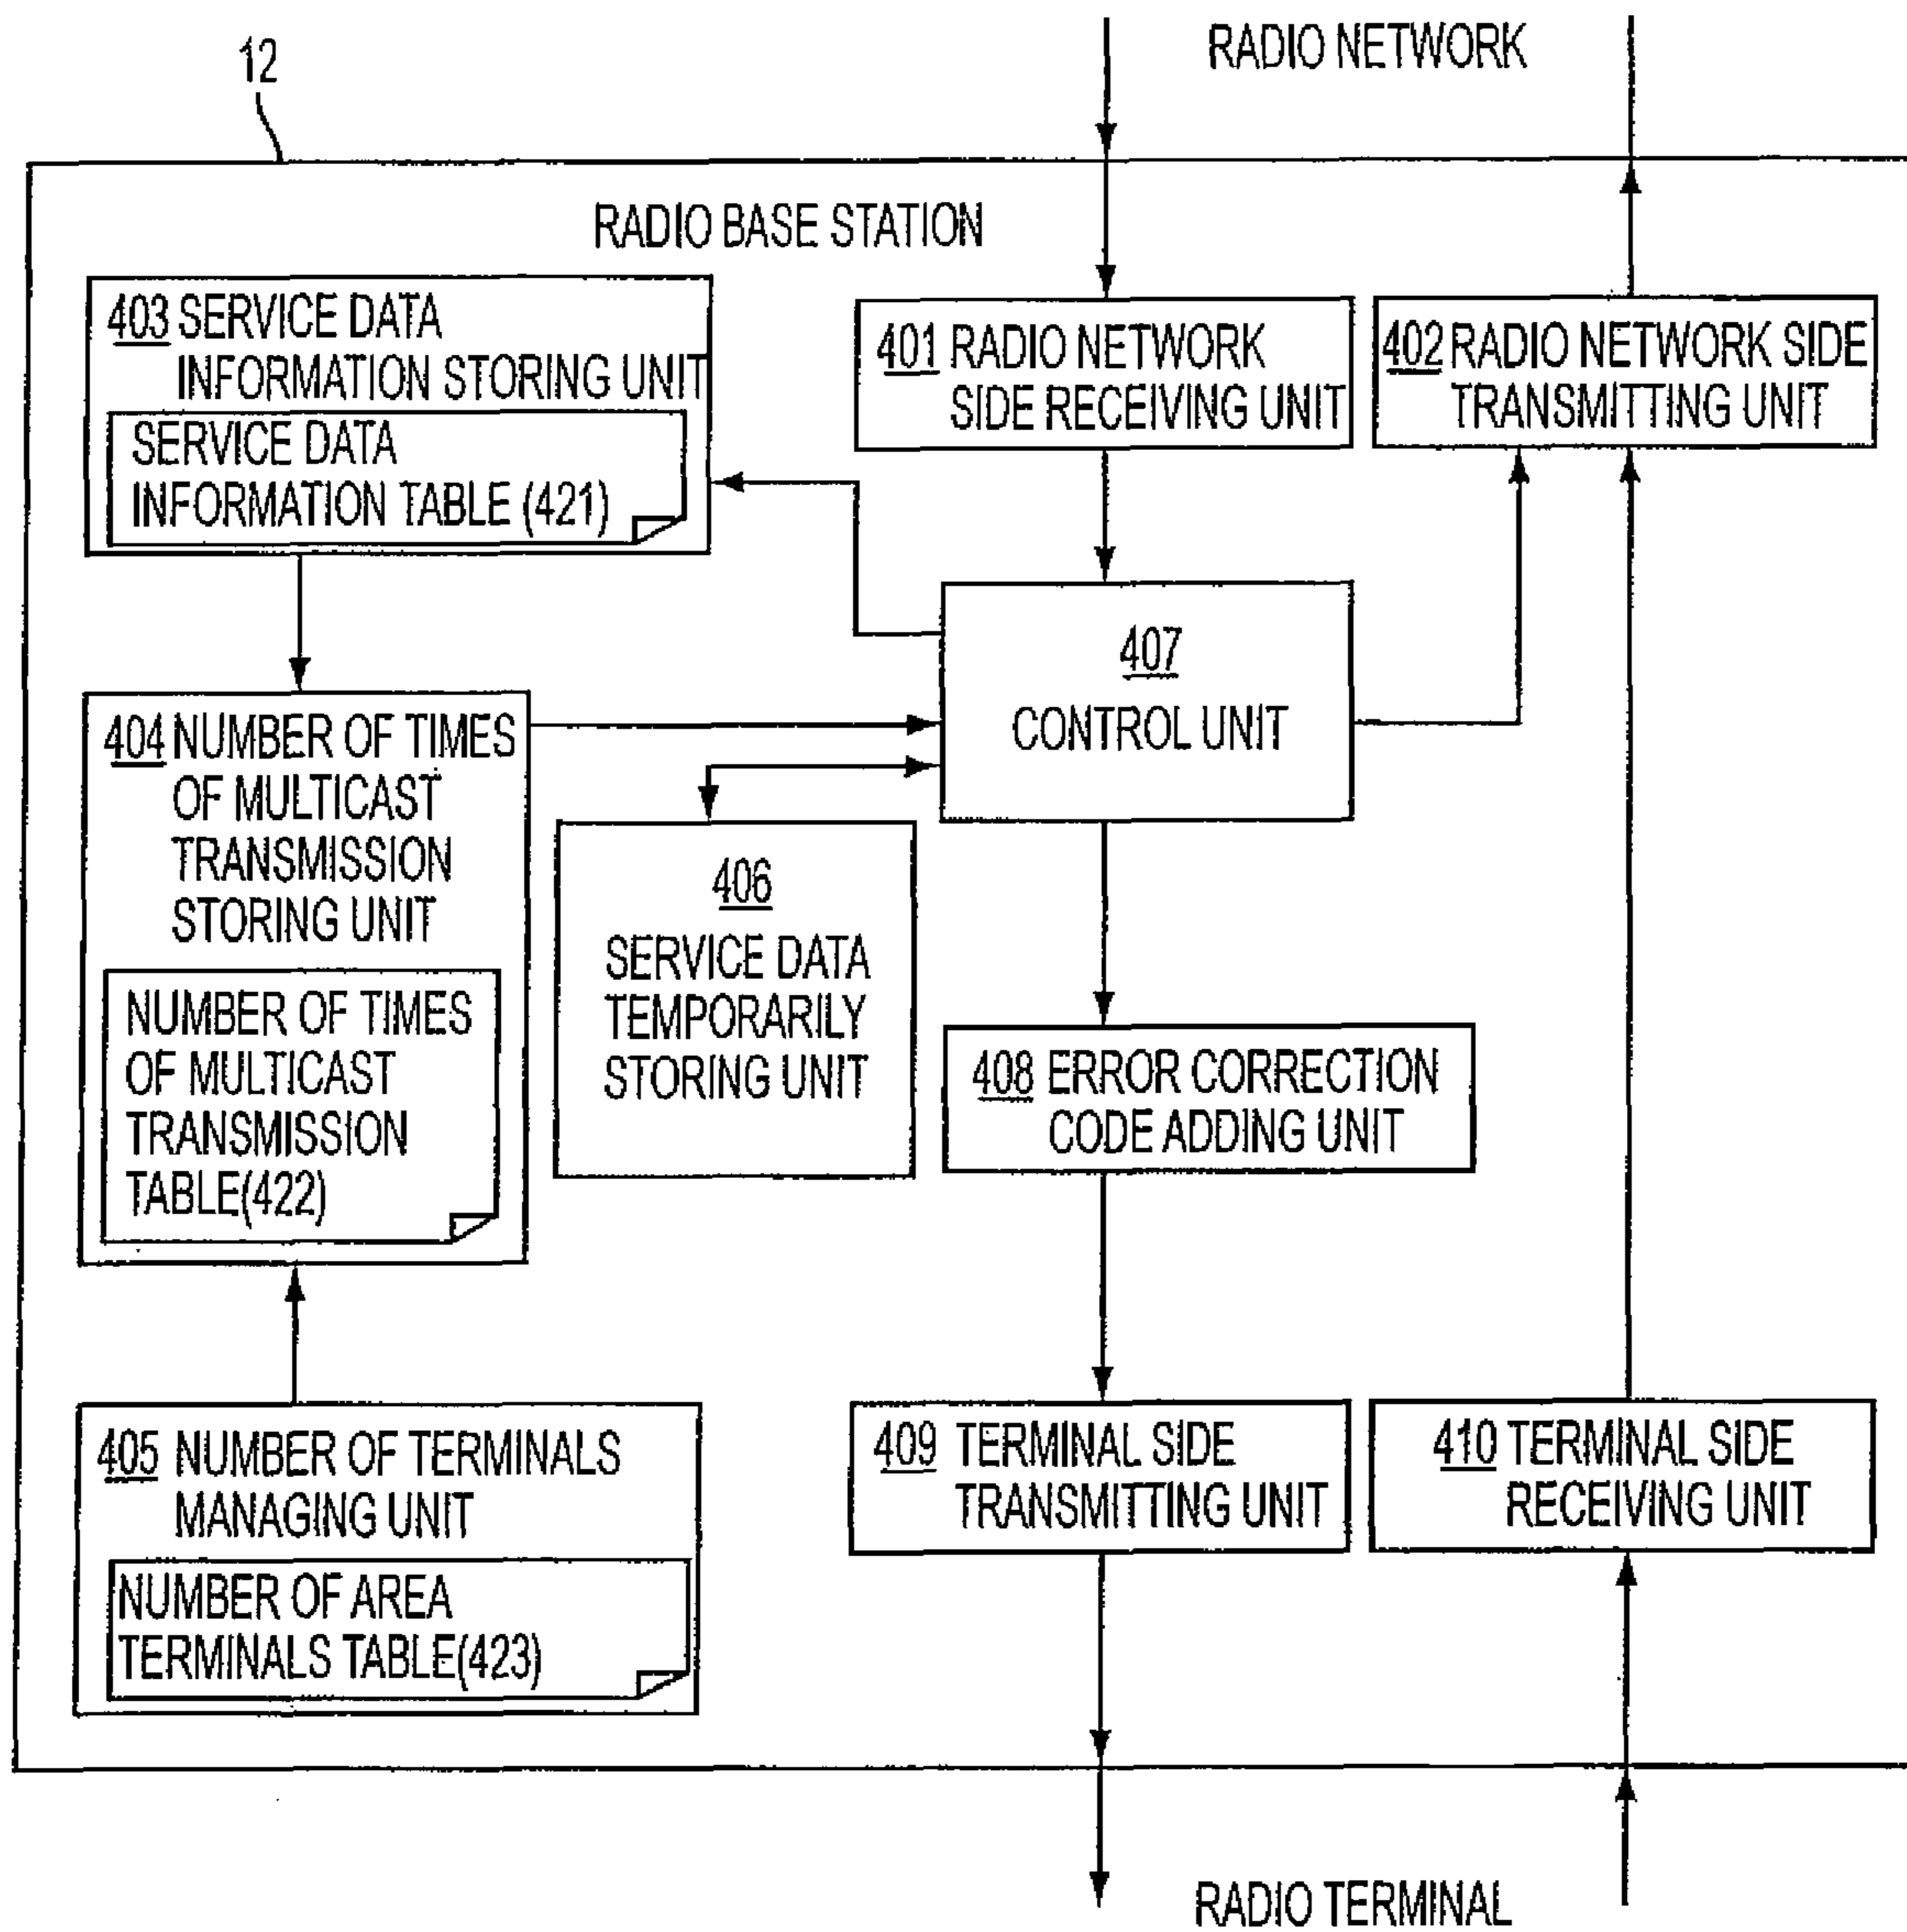 RADIO NETWORK
12
RADIO BASE STATION
403 SERVICE DATA
INFORMATION STORING UNIT
SERVICE DATA
INFORMATION TABLE (421)
401 RADIO NETWORK
SIDE RECEIVING UNIT
402 RADIO NETWORK SIDE
TRANSMITTING UNIT
407
CONTROL UNIT
404 NUMBER OF TIMES
OF MULTICAST
TRANSMISSION
STORING UNIT
NUMBER OF TIMES
OF MULTICAST
TRANSMISSION
TABLE(422)
406
SERVICE DATA
TEMPORARILY
STORING UNIT
408 ERROR CORRECTION
CODE ADDING UNIT
405 NUMBER OF TERMINALS
MANAGING UNIT
NUMBER OF AREA
TERMINALS TABLE(423)
409 TERMINAL SIDE
TRANSMITTING UNIT
410 TERMINAL SIDE
RECEIVING UNIT
RADIO TERMINAL